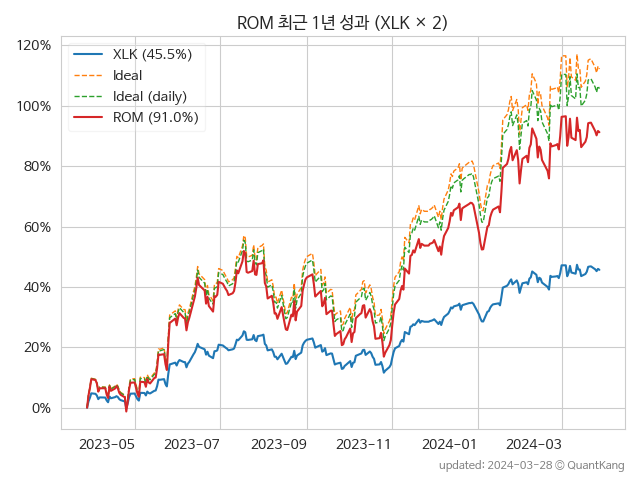 ROM 최근 1년 성과 (XLK × 2)
XLK (45.5%)
Ideal
Ideal (daily)
ROM (91.0%)
120%
100%
80%
60%
40%
20%
0%
2023-05
2023-07
2023-09
2023-11
2024-01
2024-03
updated: 2024-03-28 © QuantKang